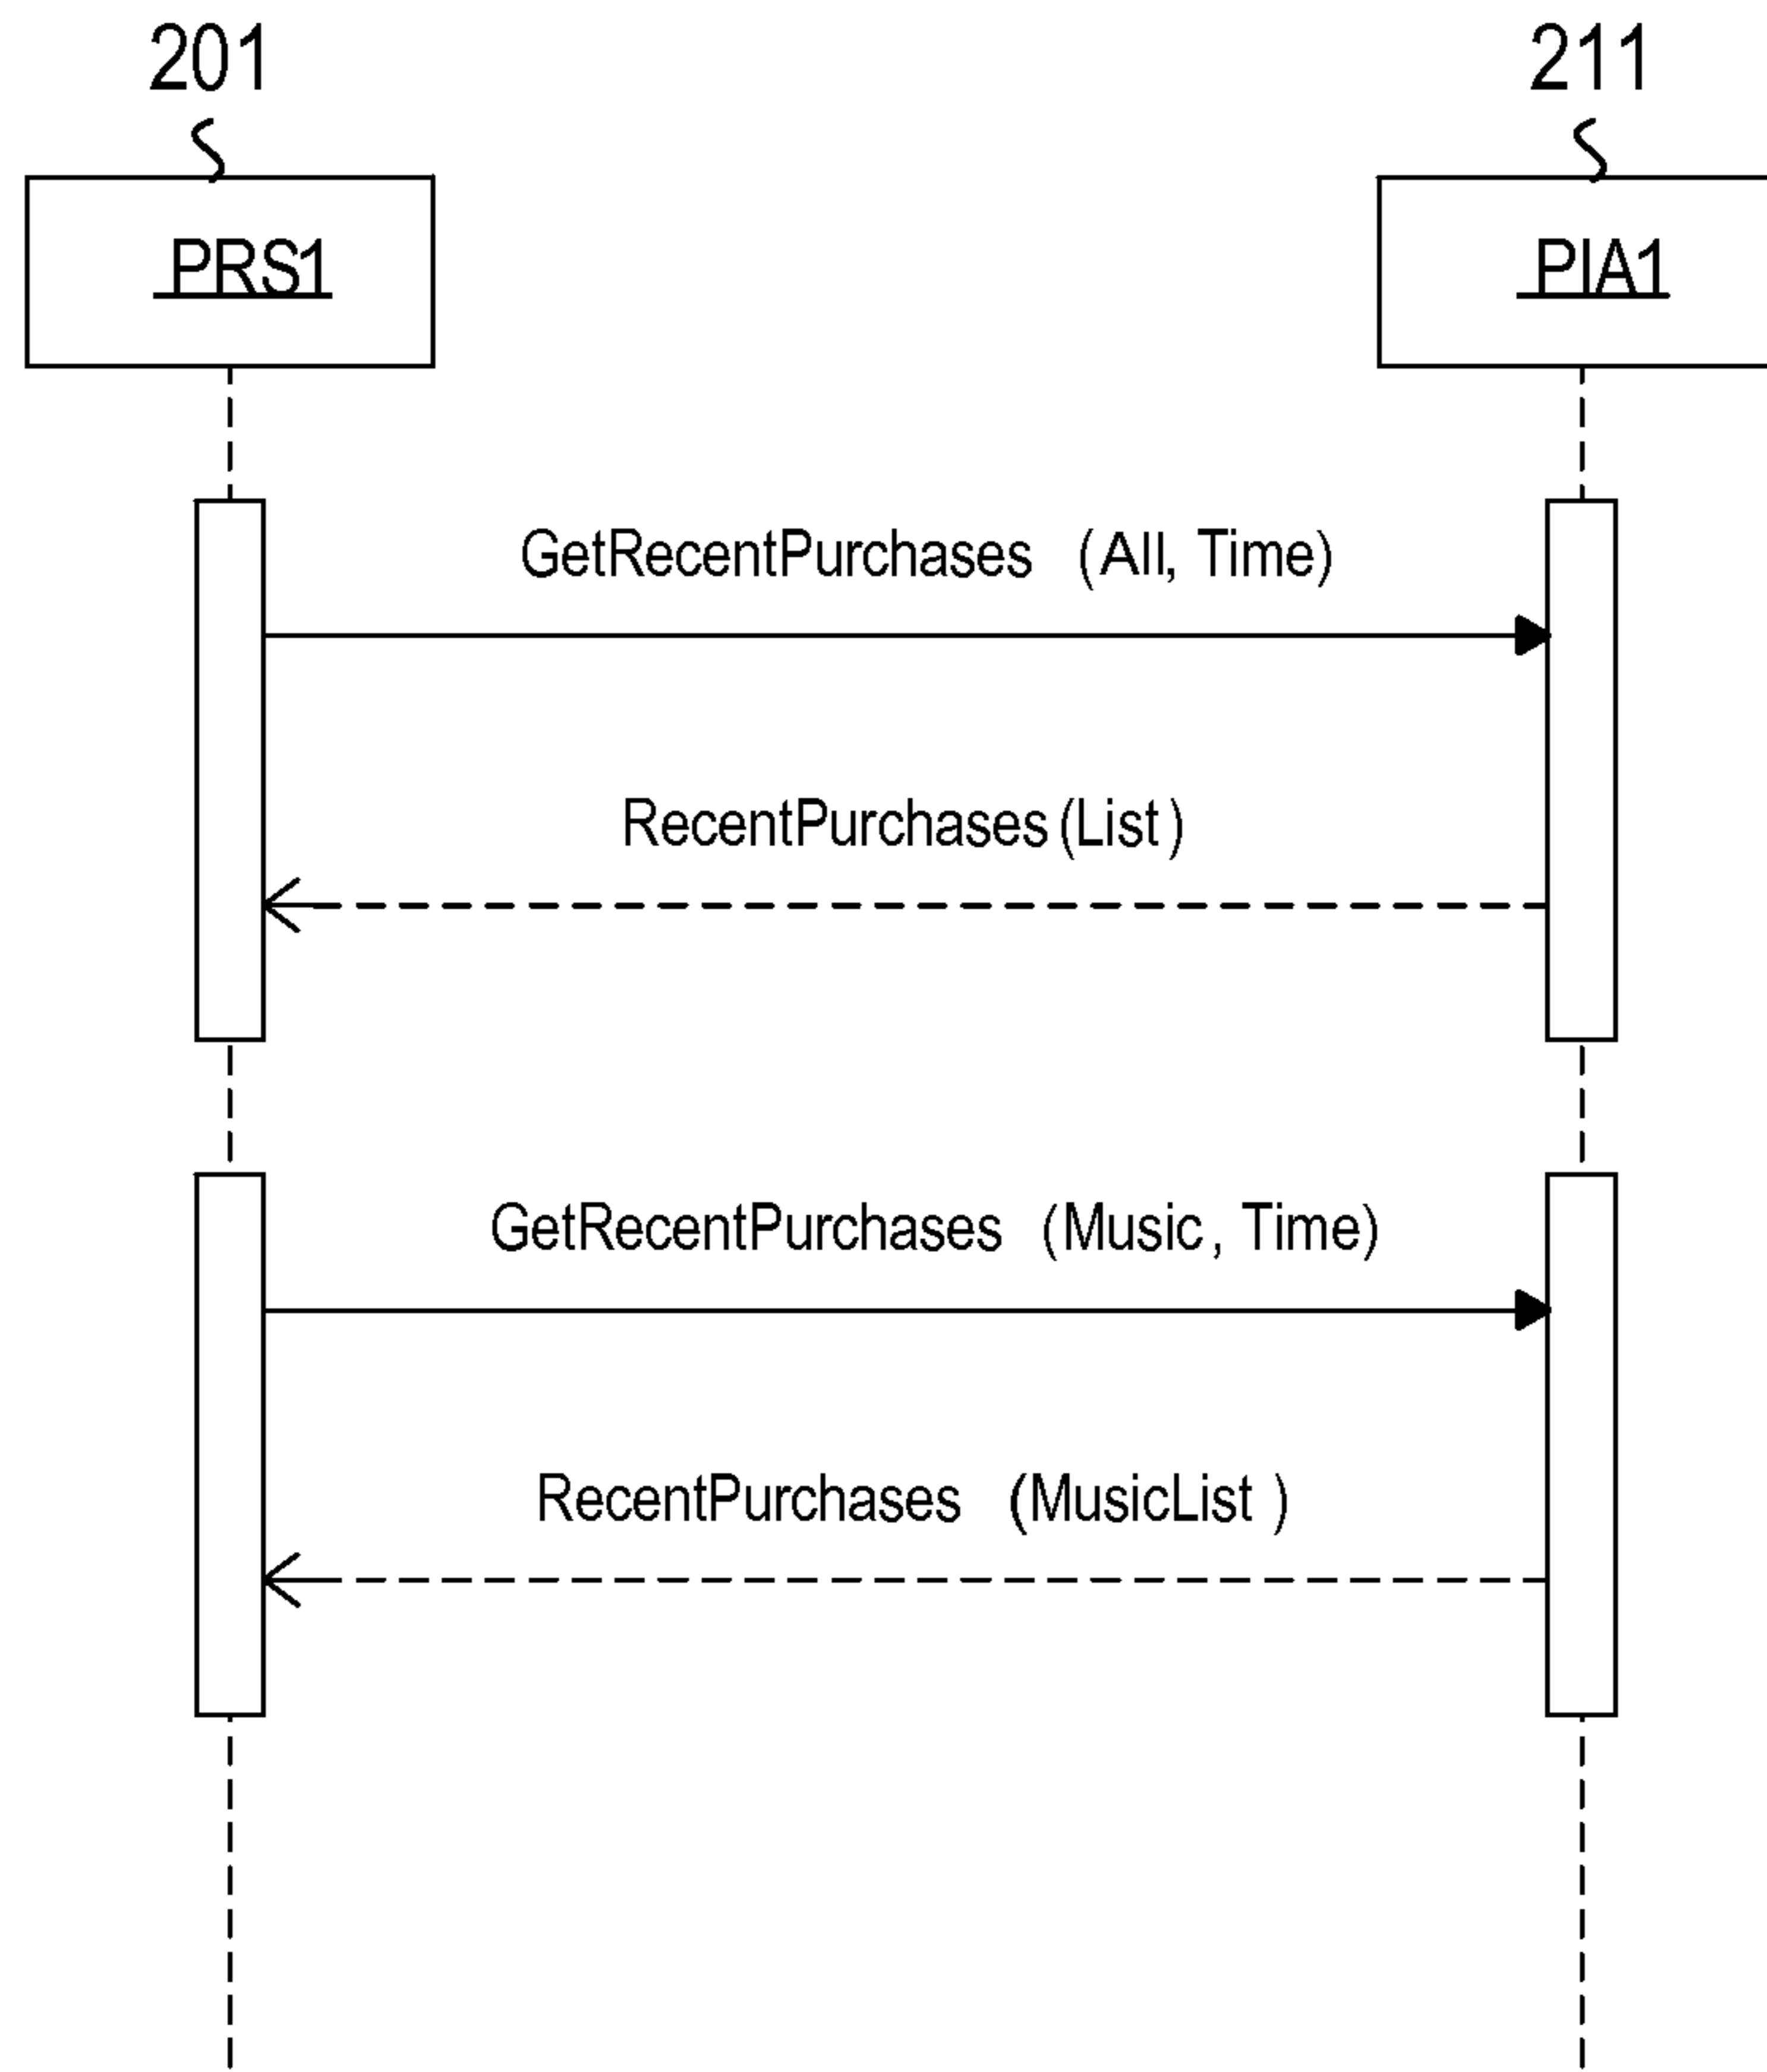 201
211
PRS1
PIA1
GetRecentPurchases (All, Time)
RecentPurchases(List)
GetRecentPurchases (Music, Time)
RecentPurchases (MusicList )